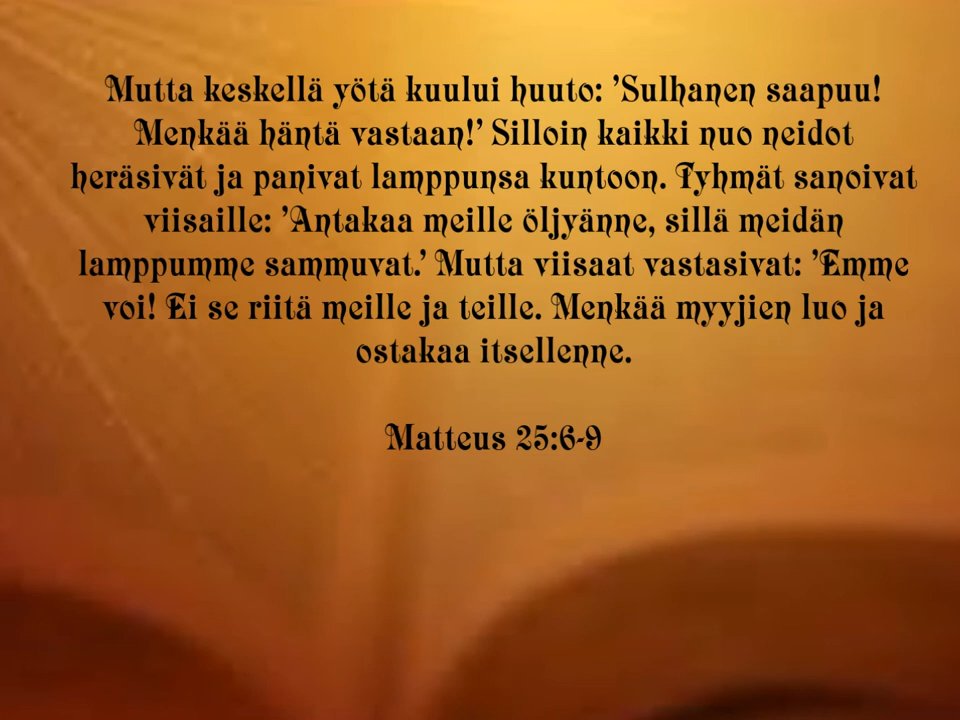 Mutta keskellä yötä kuului huuto: ’Sulhanen saapuu!
Menkää häntä vastaan!’ Silloin kaikki nuo neidot
heräsivät ja panivat lamppunsa kuntoon. Tyhmät sanoivat
viisaille: ’Antakaa meille öljyänne, sillä meidän
lamppumme sammuvat.’ Mutta viisaat vastasivat: ’Emme
voi! Ei se riitä meille ja teille. Menkää myyjien luo ja
ostakaa itsellenne.
Matteus 25:6-9